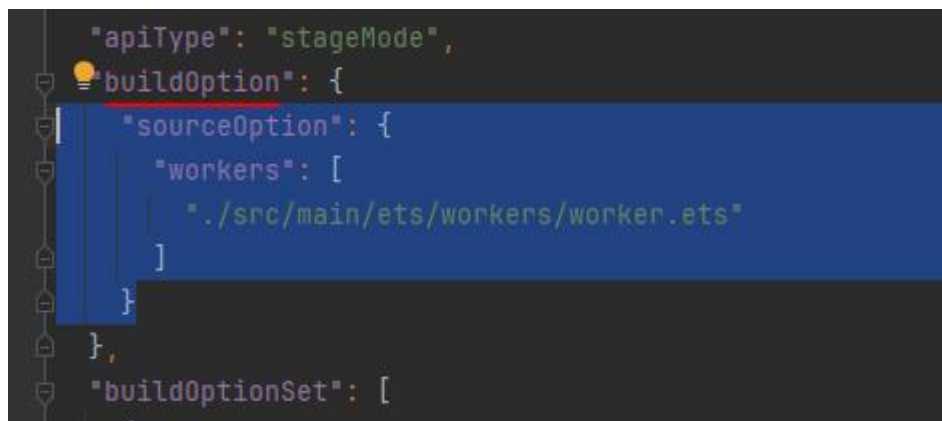 "apiType": "stageMode",
"buildOption": {
"sourceOption": {
"workers": [
"./src/main/ets/workers/worker.ets"
]
}
},
"buildOptionSet": [